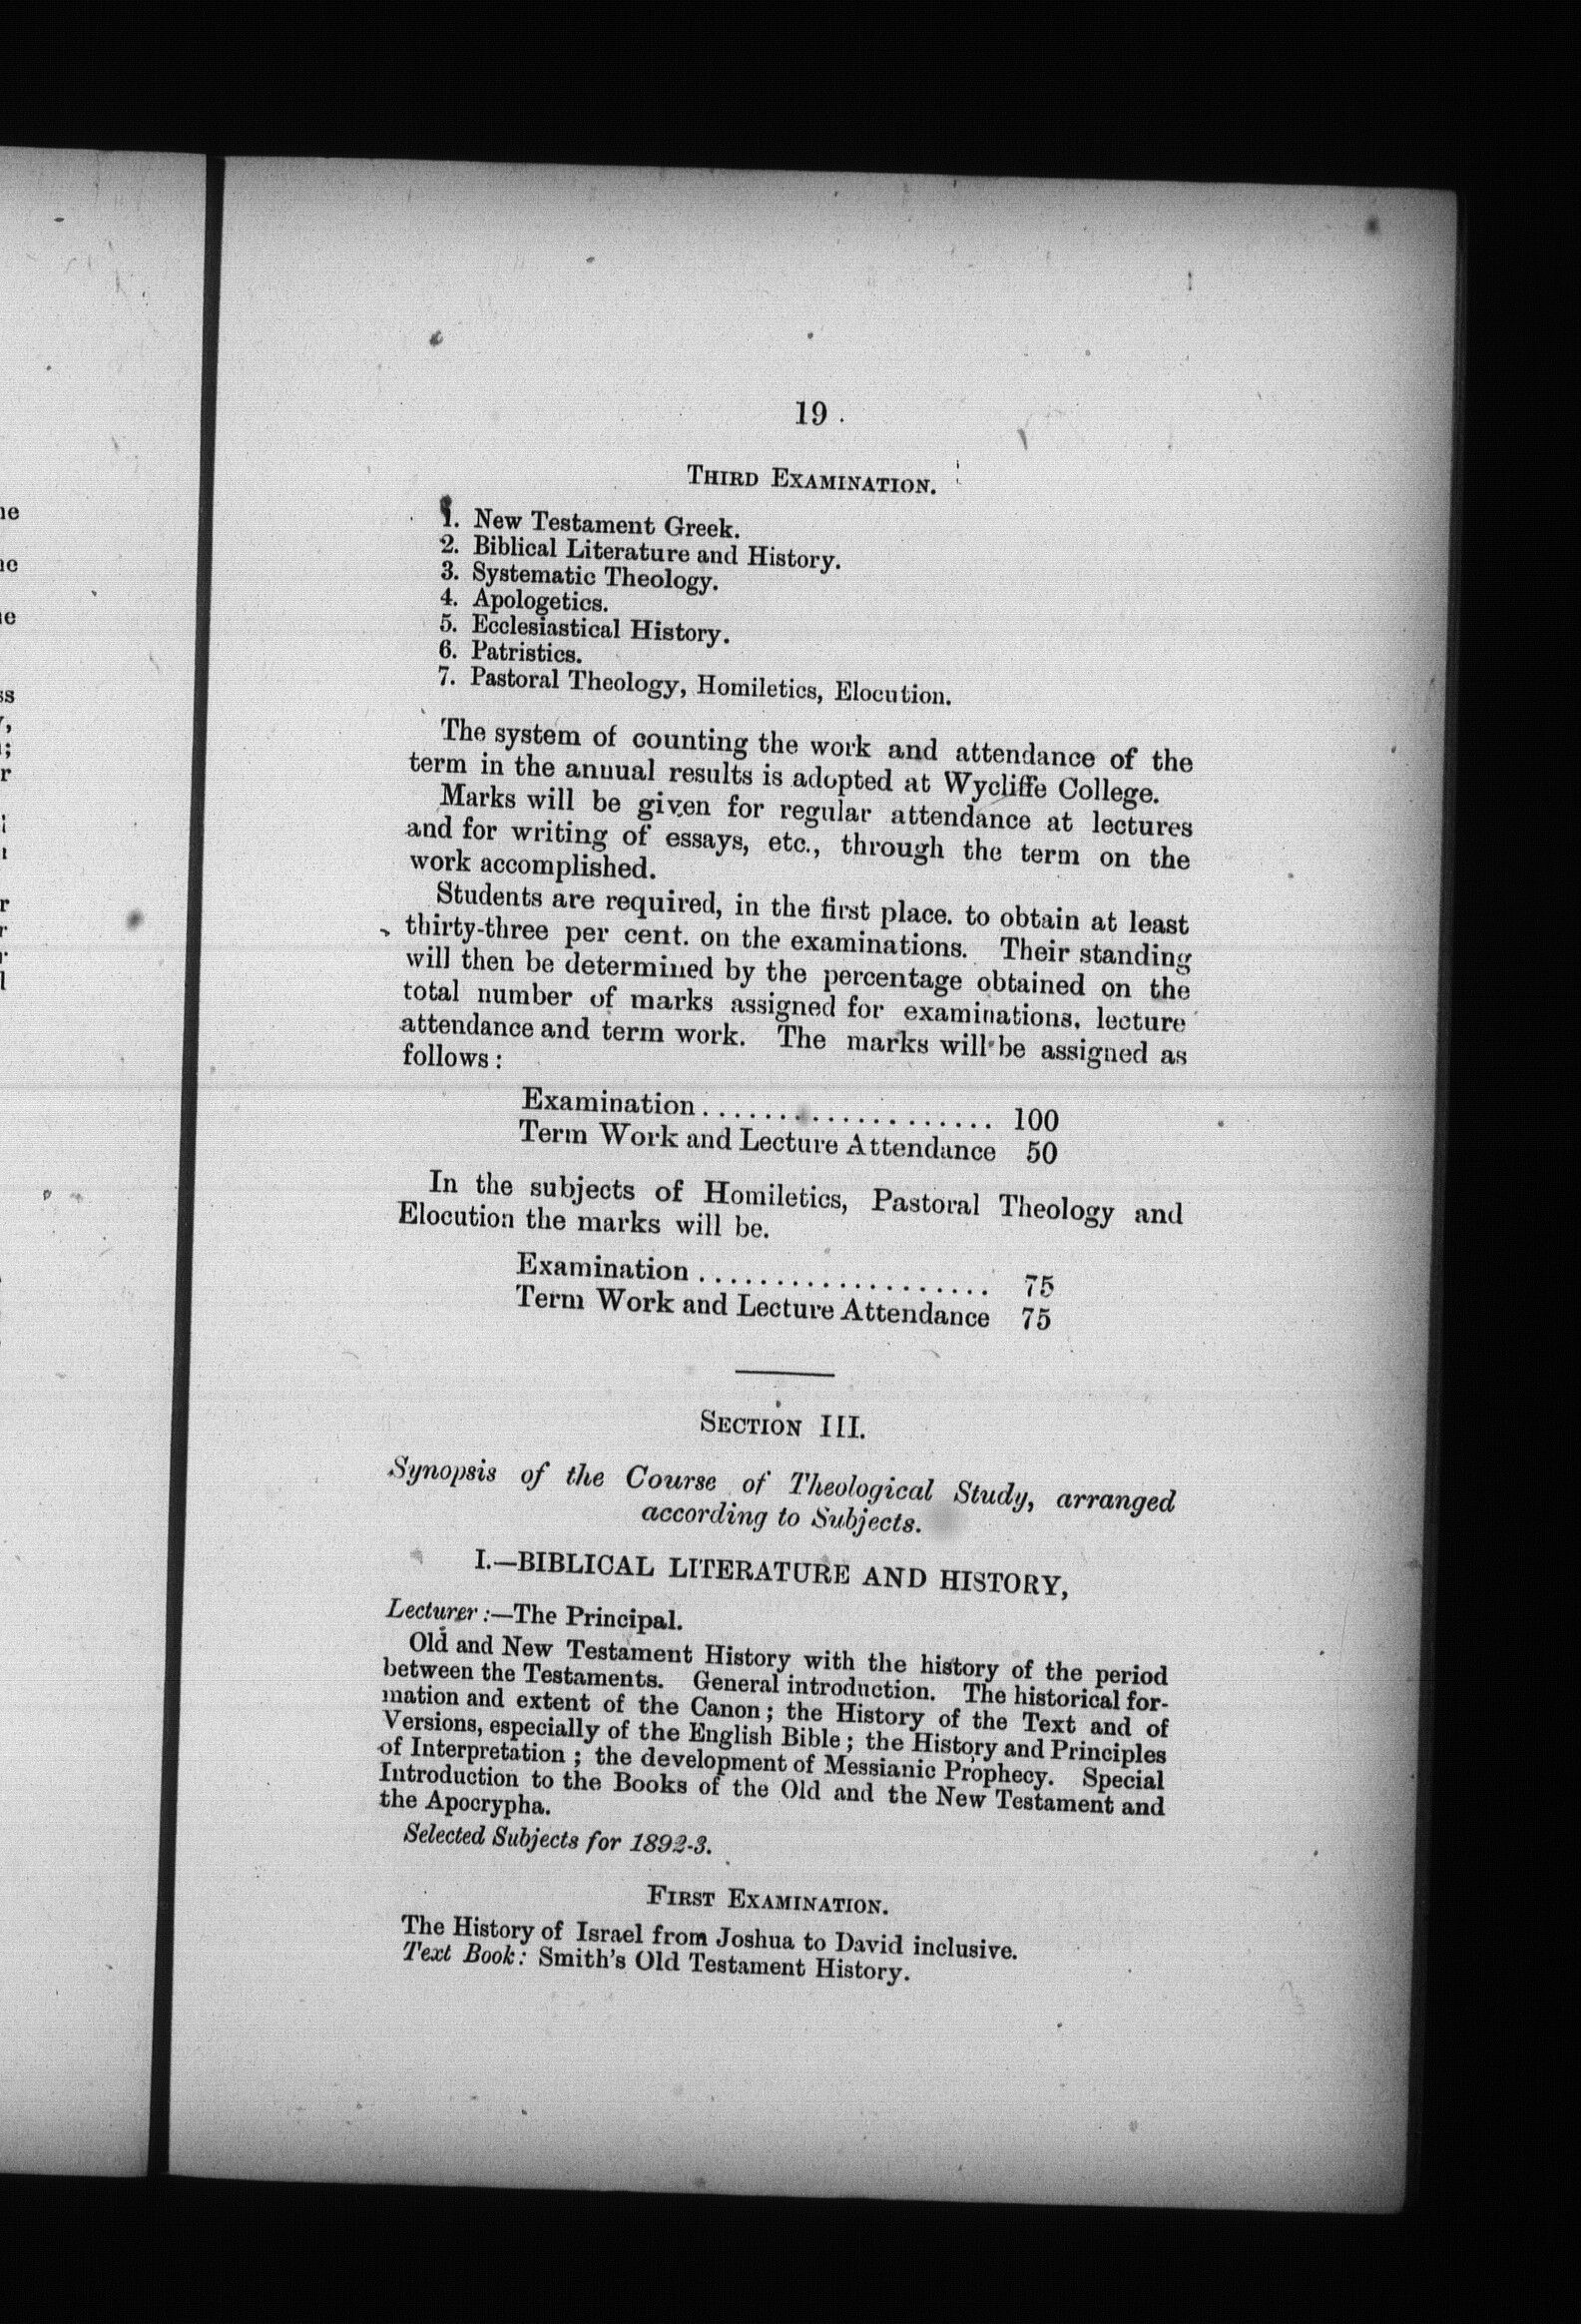 19
THIRD EXAMINATION.
1. New Testament Greek.
2. Biblical Literature and History.
3. Systematic Theology.
4. Apologetics.
5. Ecclesiastical History.
6. Patristics.
7. Pastoral Theology, Homiletics, Elocution.
The system of counting the work and attendance of the
term in the annual results is adopted at Wycliffe College.
Marks will be given for regular attendance at lectures
and for writing of essays, etc., through the term on the
work accomplished.
Students are required, in the first place. to obtain at least
thirty-three per cent. on the examinations. Their standing
will then be determined by the percentage obtained on the
total number of marks assigned for examinations, lecture
attendance and term work. The marks will be assigned as
follows:
Examination................... 100
Term Work and Lecture Attendance 50
In the subjects of Homiletics, Pastoral Theology and
Elocution the marks will be.
Examination ................... 75
Term Work and Lecture Attendance 75
SECTION III.
Synopsis of the Course of Theological Study, arranged
according to Subjects.
I.—BIBLICAL LITERATURE AND HISTORY,
Lecturer:—The Principal.
Old and New Testament History with the history of the period
between the Testaments. General introduction. The historical for-
mation and extent of the Canon; the History of the Text and of
Versions, especially of the English Bible; the History and Principles
of Interpretation; the development of Messianic Prophecy. Special
Introduction to the Books of the Old and the New Testament and
the Apocrypha.
Selected Subjects for 1892-3.
FIRST EXAMINATION.
The History of Israel from Joshua to David inclusive.
Text Book: Smith's Old Testament History.